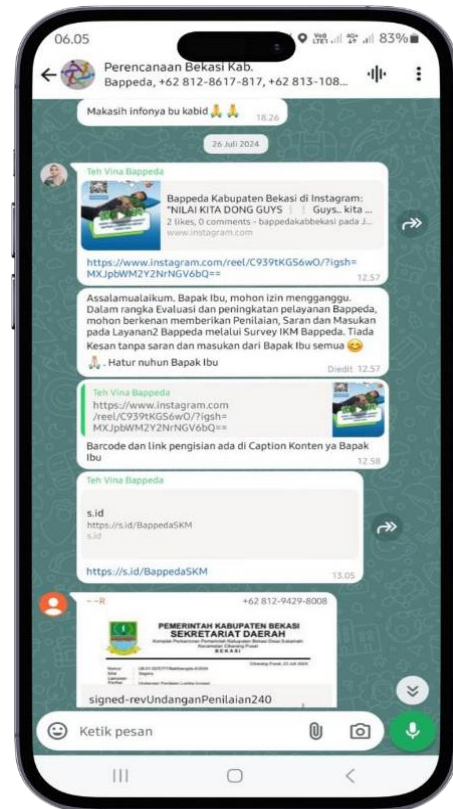 06.05
83%
Perencanaan Bekasi Kab.
Bappeda, +62 812-8617-817, +62 813-108...
Makasih infonya bu kabid🙏🙏
18.26
26 Juli 2024
Teh Vina Bappeda
Bappeda Kabupaten Bekasi di Instagram:
"NILAI KITA DONG GUYS ❕❕ Guys.. kita ...
2 likes, 0 comments - bappedakabbekasi pada J...
www.instagram.com
https://www.instagram.com/reel/C939tKGS6wO/?igsh=
MXJpbWM2Y2NrNGV6bQ==
12.57
Assalamualaikum. Bapak Ibu, mohon izin mengganggu.
Dalam rangka Evaluasi dan peningkatan pelayanan Bappeda,
mohon berkenan memberikan Penilaian, Saran dan Masukan
pada Layanan2 Bappeda melalui Survey IKM Bappeda. Tiada
Kesan tanpa saran dan masukan dari Bapak Ibu semua 😊
🙏. Hatur nuhun Bapak Ibu
Diedit 12.57
Teh Vina Bappeda
https://www.instagram.com
/reel/C939tKGS6wO/?igsh=
MXJpbWM2Y2NrNGV6bQ==
Barcode dan link pengisian ada di Caption Konten ya Bapak
Ibu
12.58
Teh Vina Bappeda
s.id
https://s.id/BappedaSKM
s.id
https://s.id/BappedaSKM
13.05
~~R
+62 812-9429-8008
PEMERINTAH KABUPATEN BEKASI
SEKRETARIAT DAERAH
BEKASI
signed-revUndanganPenilaian240
Ketik pesan